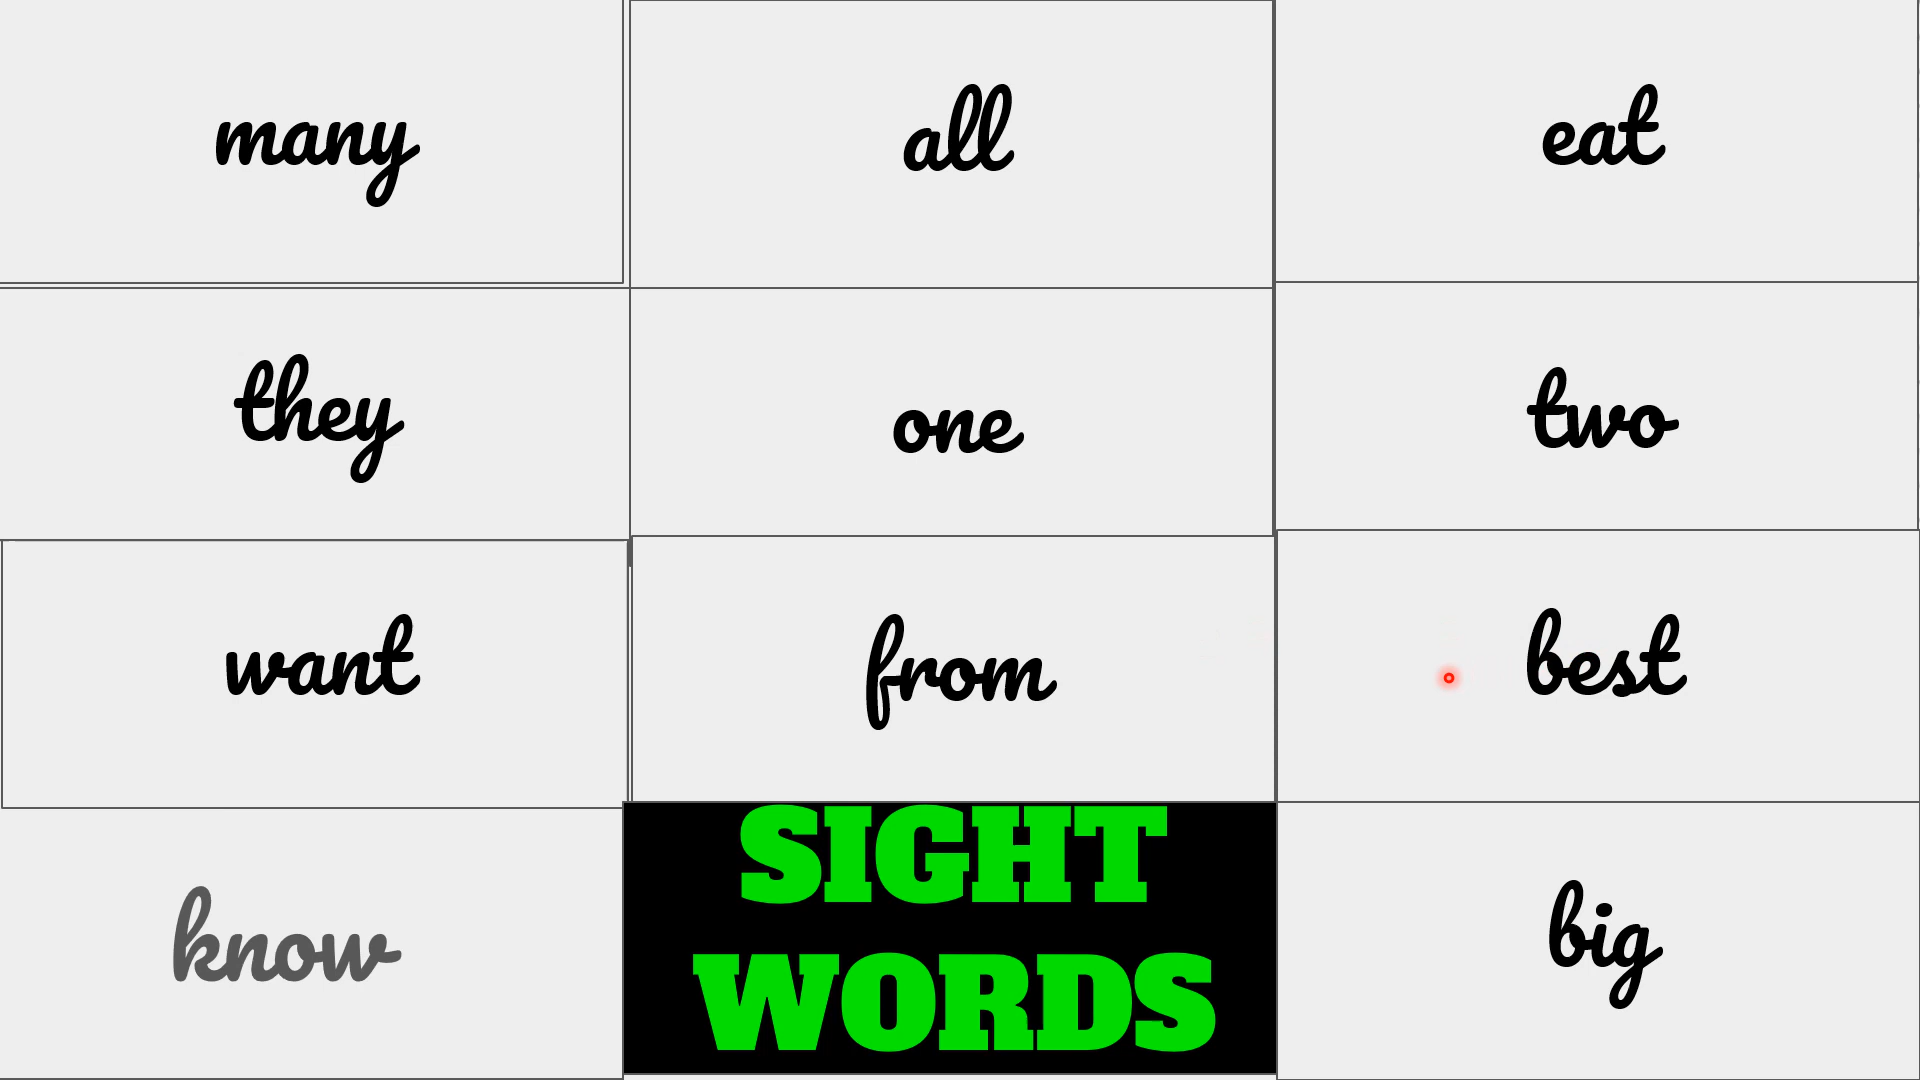 many
all
eat
they
one
two
want
from
best
know
SIGHT
WORDS
big